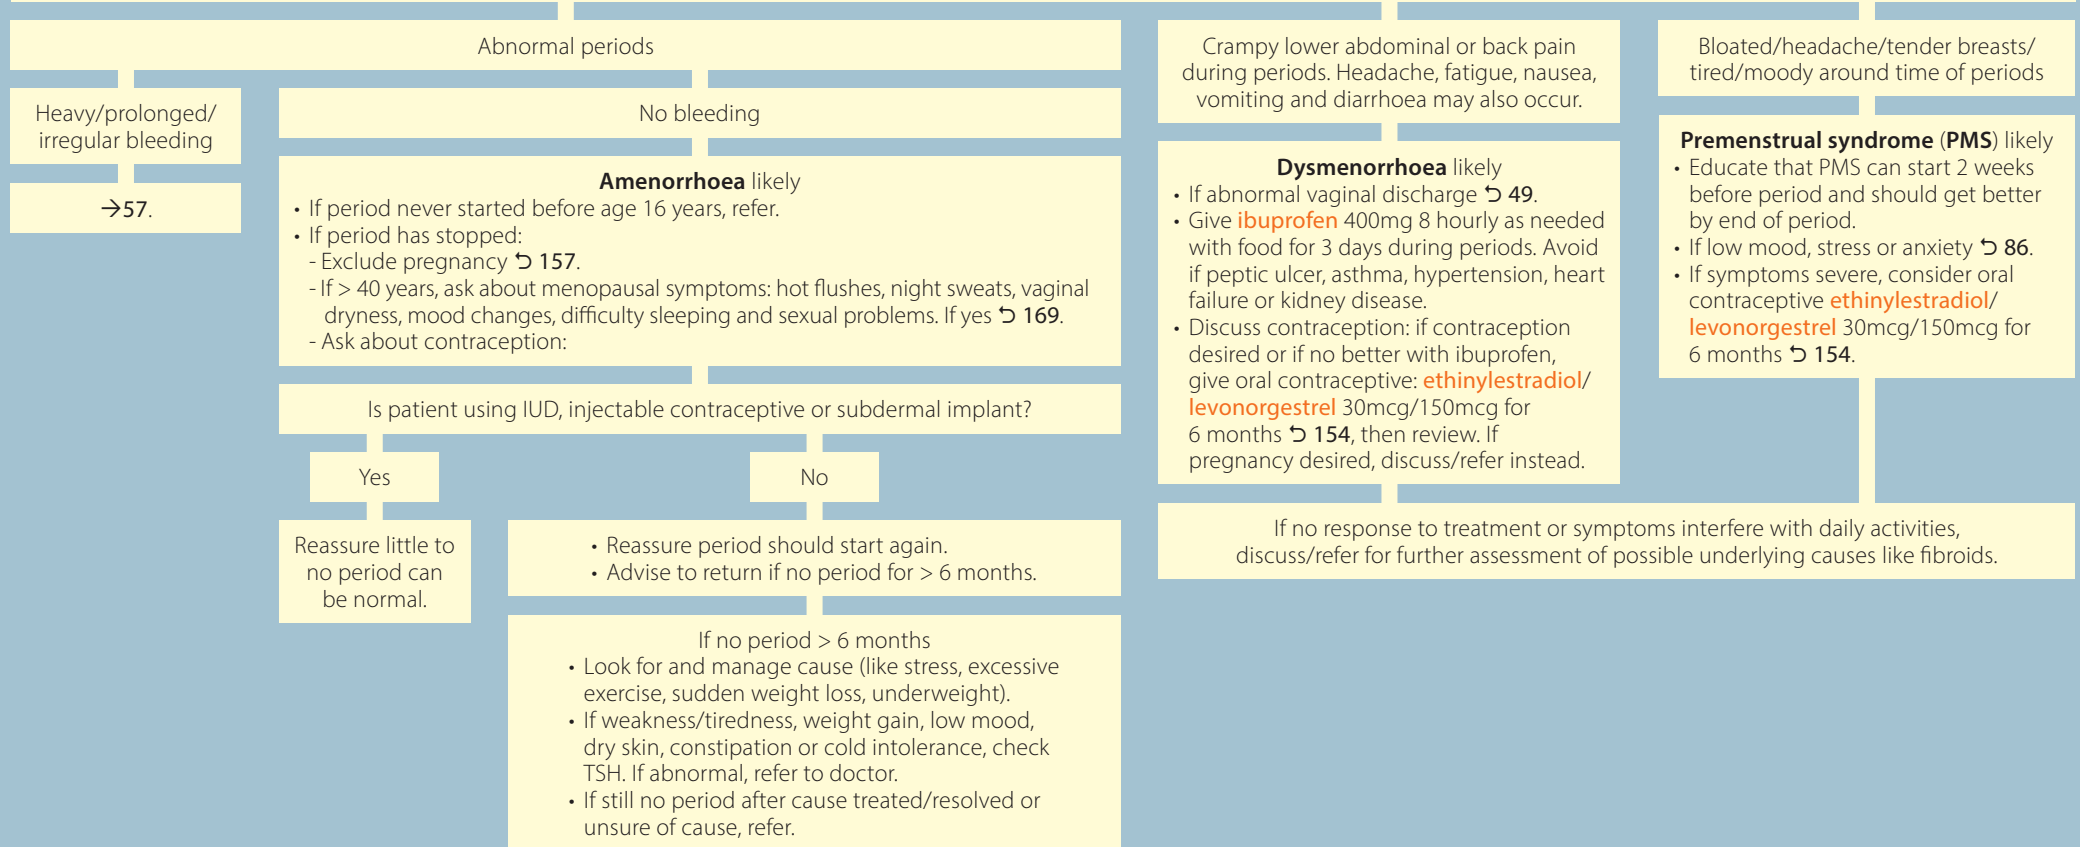 Abnormal periods
Heavy/prolonged/
irregular bleeding
→57.
No bleeding
Amenorrhoea likely
• If period never started before age 16 years, refer.
• If period has stopped:
- Exclude pregnancy ⮌ 157.
- If > 40 years, ask about menopausal symptoms: hot flushes, night sweats, vaginal
dryness, mood changes, difficulty sleeping and sexual problems. If yes ⮌ 169.
- Ask about contraception:
Is patient using IUD, injectable contraceptive or subdermal implant?
Yes
Reassure little to
no period can
be normal.
No
• Reassure period should start again.
• Advise to return if no period for > 6 months.
If no period > 6 months
• Look for and manage cause (like stress, excessive
exercise, sudden weight loss, underweight).
• If weakness/tiredness, weight gain, low mood,
dry skin, constipation or cold intolerance, check
TSH. If abnormal, refer to doctor.
• If still no period after cause treated/resolved or
unsure of cause, refer.
Crampy lower abdominal or back pain
during periods. Headache, fatigue, nausea,
vomiting and diarrhoea may also occur.
Dysmenorrhoea likely
• If abnormal vaginal discharge ⮌ 49.
• Give ibuprofen 400mg 8 hourly as needed
with food for 3 days during periods. Avoid
if peptic ulcer, asthma, hypertension, heart
failure or kidney disease.
• Discuss contraception: if contraception
desired or if no better with ibuprofen,
give oral contraceptive: ethinylestradiol/
levonorgestrel 30mcg/150mcg for
6 months ⮌ 154, then review. If
pregnancy desired, discuss/refer instead.
Bloated/headache/tender breasts/
tired/moody around time of periods
Premenstrual syndrome (PMS) likely
• Educate that PMS can start 2 weeks
before period and should get better
by end of period.
• If low mood, stress or anxiety ⮌ 86.
• If symptoms severe, consider oral
contraceptive ethinylestradiol/
levonorgestrel 30mcg/150mcg for
6 months ⮌ 154.
If no response to treatment or symptoms interfere with daily activities,
discuss/refer for further assessment of possible underlying causes like fibroids.